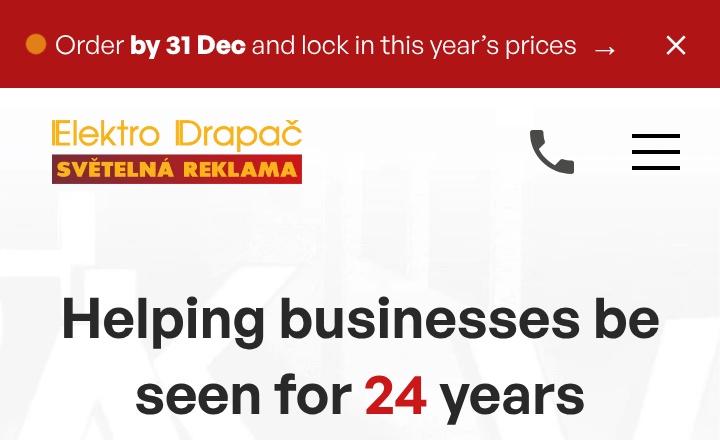 Order by 31 Dec and lock in this year’s prices →
Elektro Drapač
SVĚTELNÁ REKLAMA
Helping businesses be
seen for 24 years